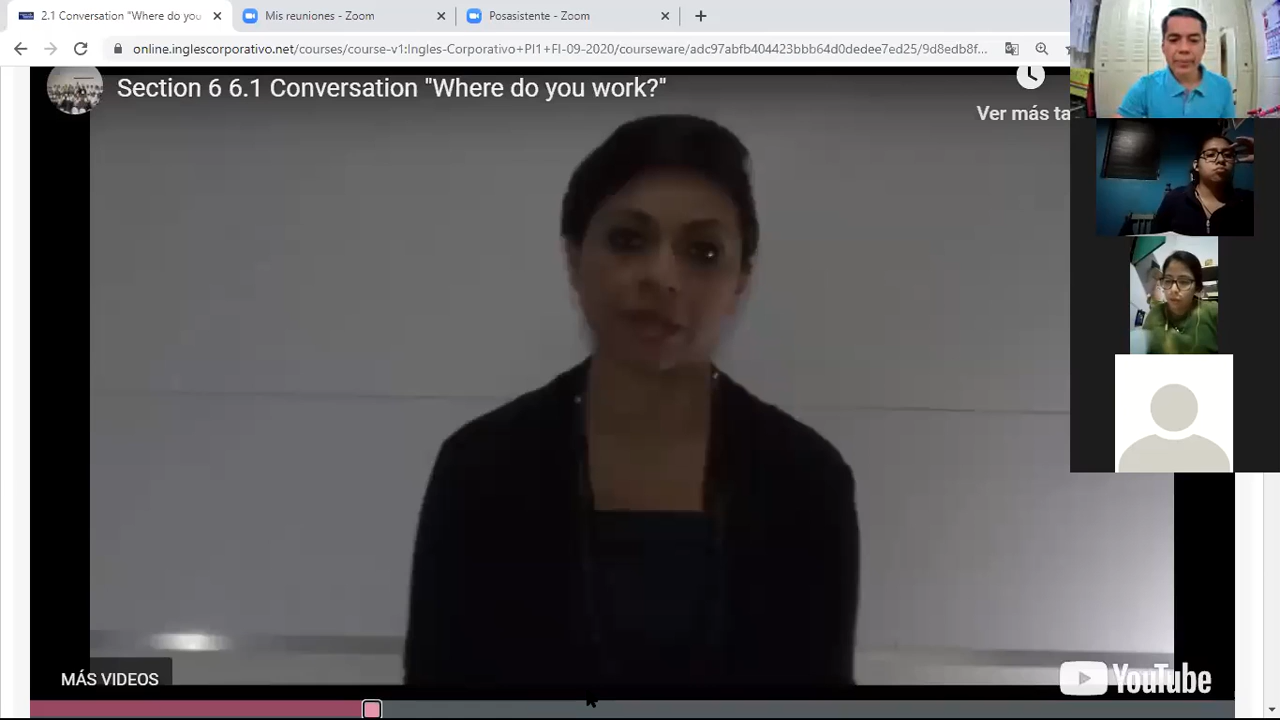 2.1 Conversation "Where do you
Mis reuniones - Zoom
Posasistente - Zoom
online.inglescorporativo.net/courses/course-v1:Ingles-Corporativo+PI1+FI-09-2020/courseware/adc97abfb404423bbb64d0dedee7ed25/9d8edb8f...
Section 6 6.1 Conversation "Where do you work?"
Ver más ta
MÁS VIDEOS
YouTube